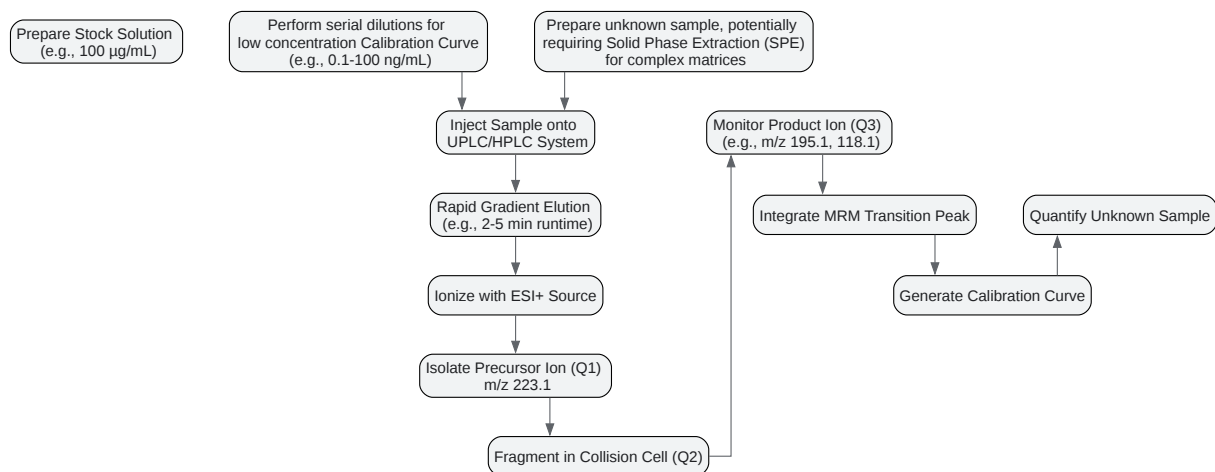 Prepare Stock Solution
(e.g., 100 µg/mL)
Perform serial dilutions for
low concentration Calibration Curve
(e.g., 0.1-100 ng/mL)
Prepare unknown sample, potentially
requiring Solid Phase Extraction (SPE)
for complex matrices
Inject Sample onto
UPLC/HPLC System
Rapid Gradient Elution
(e.g., 2-5 min runtime)
Ionize with ESI+ Source
Isolate Precursor Ion (Q1)
m/z 223.1
Fragment in Collision Cell (Q2)
Monitor Product Ion (Q3)
(e.g., m/z 195.1, 118.1)
Integrate MRM Transition Peak
Generate Calibration Curve
Quantify Unknown Sample